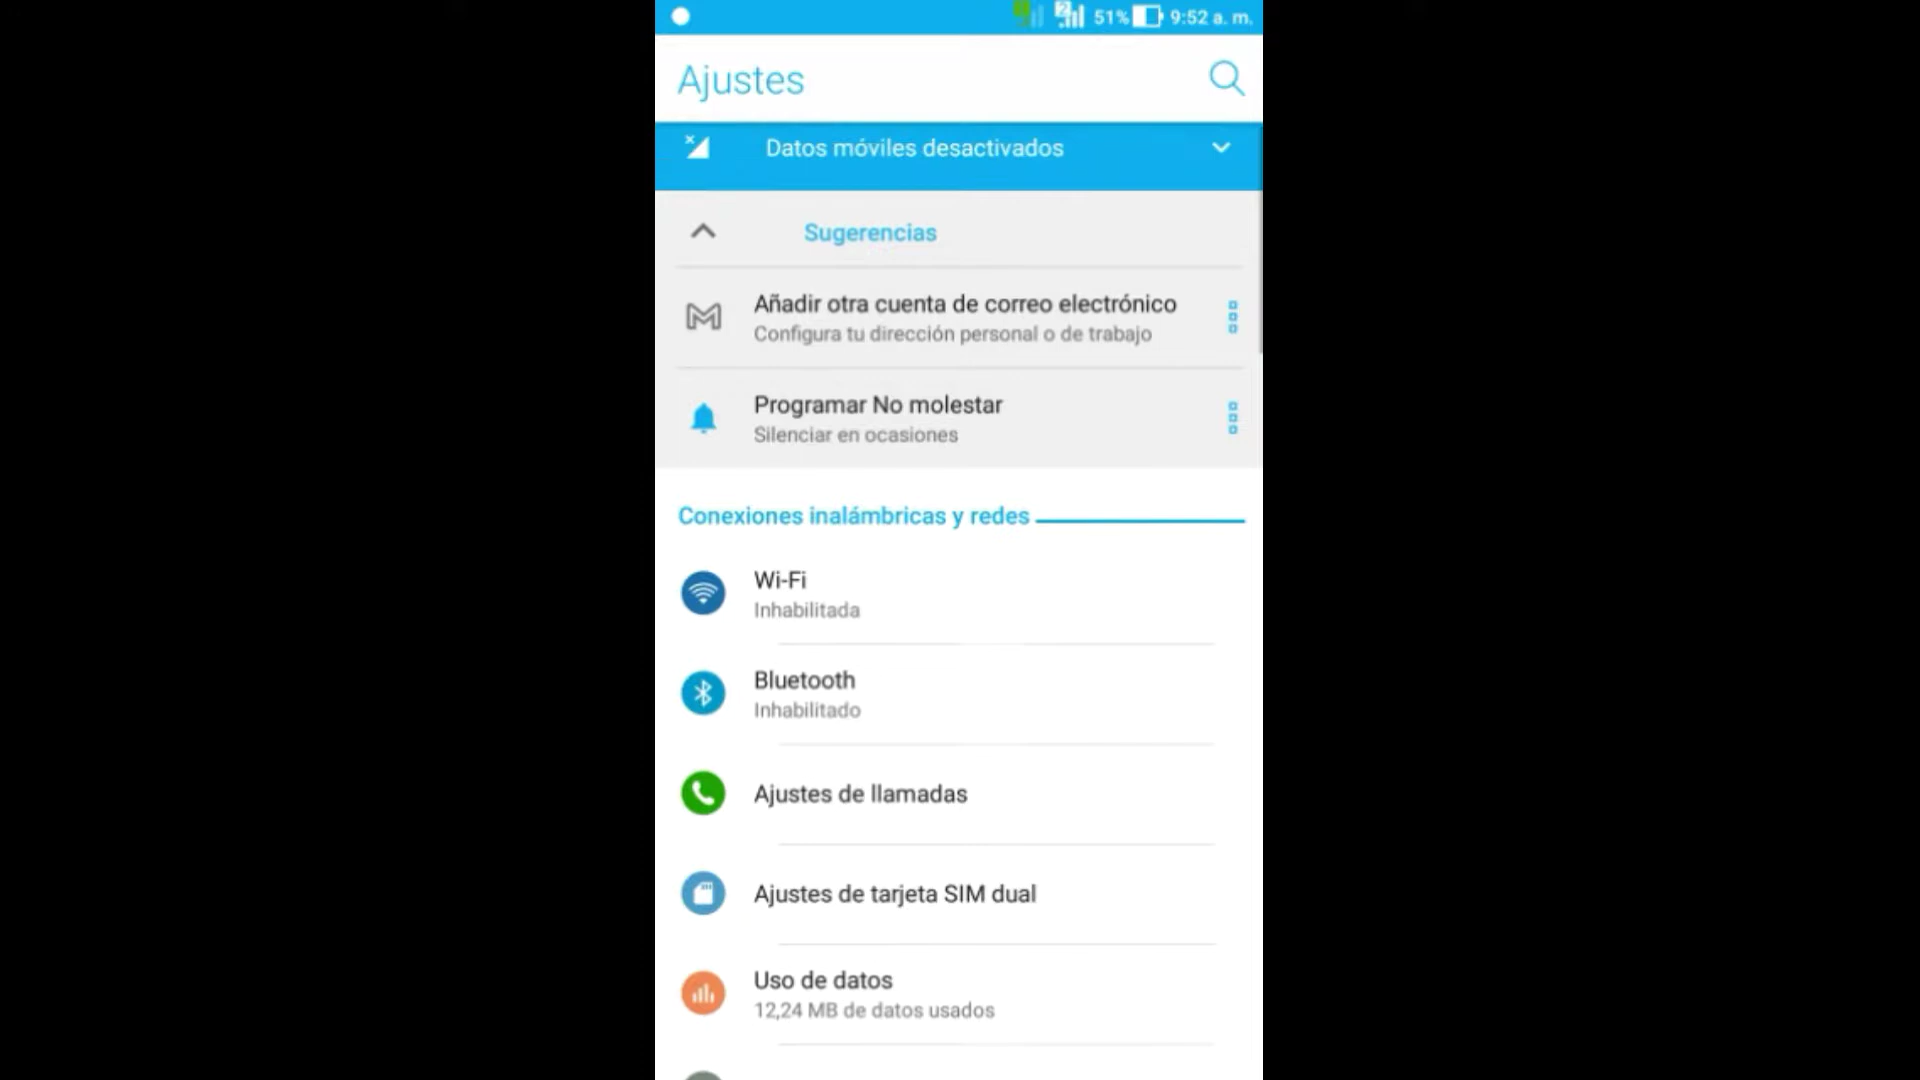 2 51% 9:52 a. m.
Ajustes
Datos móviles desactivados
Sugerencias
Añadir otra cuenta de correo electrónico
Configura tu dirección personal o de trabajo
Programar No molestar
Silenciar en ocasiones
Conexiones inalámbricas y redes
Wi-Fi
Inhabilitada
Bluetooth
Inhabilitado
Ajustes de llamadas
Ajustes de tarjeta SIM dual
Uso de datos
12,24 MB de datos usados